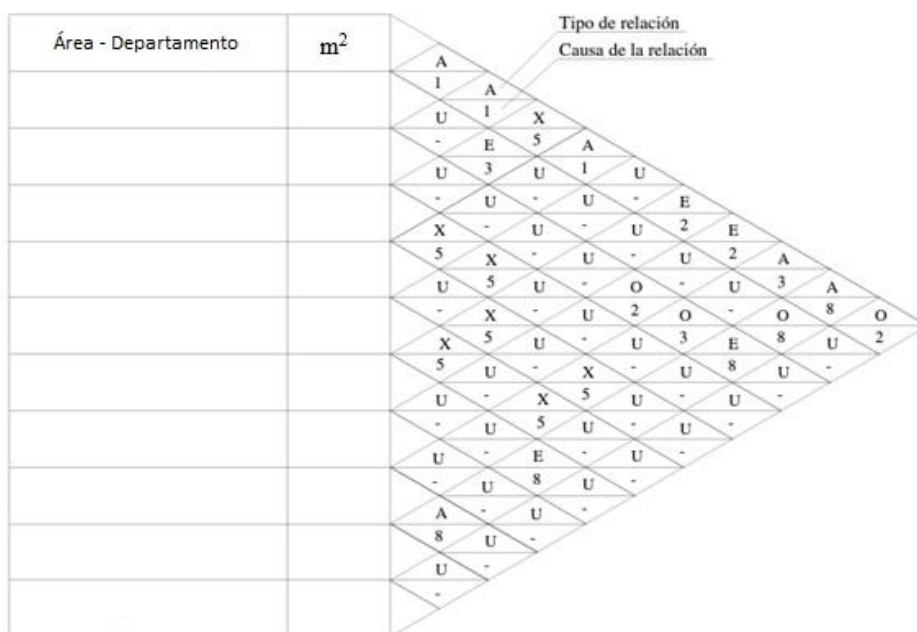 Tipo de relación
Área - Departamento m²
Causa de la relación
A
1 A
U 1 X
- E 5 A
U 3 U 1 U
- U - U - E
X - U - U 2 E
5 X - U - U 2 A
U 5 U - O - U 3 A
- X - U 2 O - O 8 O
X 5 U - U 3 E 8 U 2
5 U - X - U 8 U -
U - X 5 U - U -
- U 5 U - U -
U - E - U -
- U 8 U -
A - U -
8 U -
U -
-